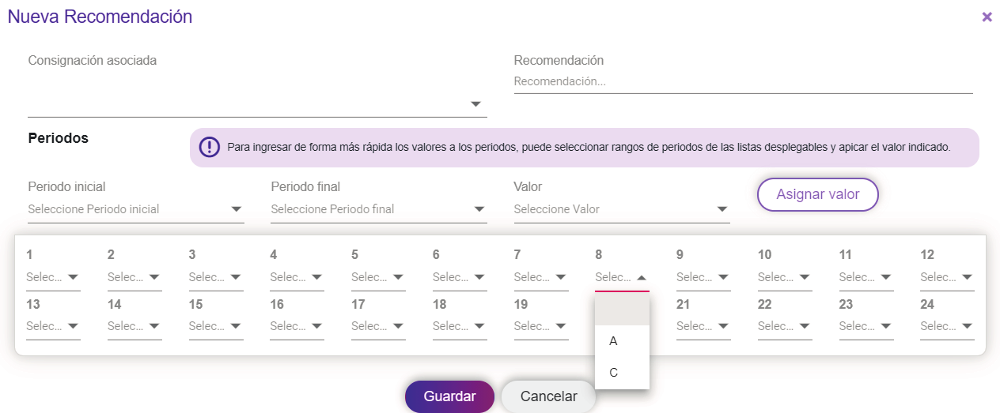 Nueva Recomendación
×
Consignación asociada
Recomendación
Recomendación...
Periodos
Para ingresar de forma más rápida los valores a los periodos, puede seleccionar rangos de periodos de las listas desplegables y apicar el valor indicado.
Periodo inicial
Periodo final
Valor
Asignar valor
Seleccione Periodo inicial
Seleccione Periodo final
Seleccione Valor
1 2 3 4 5 6 7 8 9 10 11 12
Selec... Selec... Selec... Selec... Selec... Selec... Selec... Selec... Selec... Selec... Selec... Selec...
13 14 15 16 17 18 19 21 22 23 24
Selec... Selec... Selec... Selec... Selec... Selec... Selec... Selec... Selec... Selec... Selec...
A
C
Guardar
Cancelar